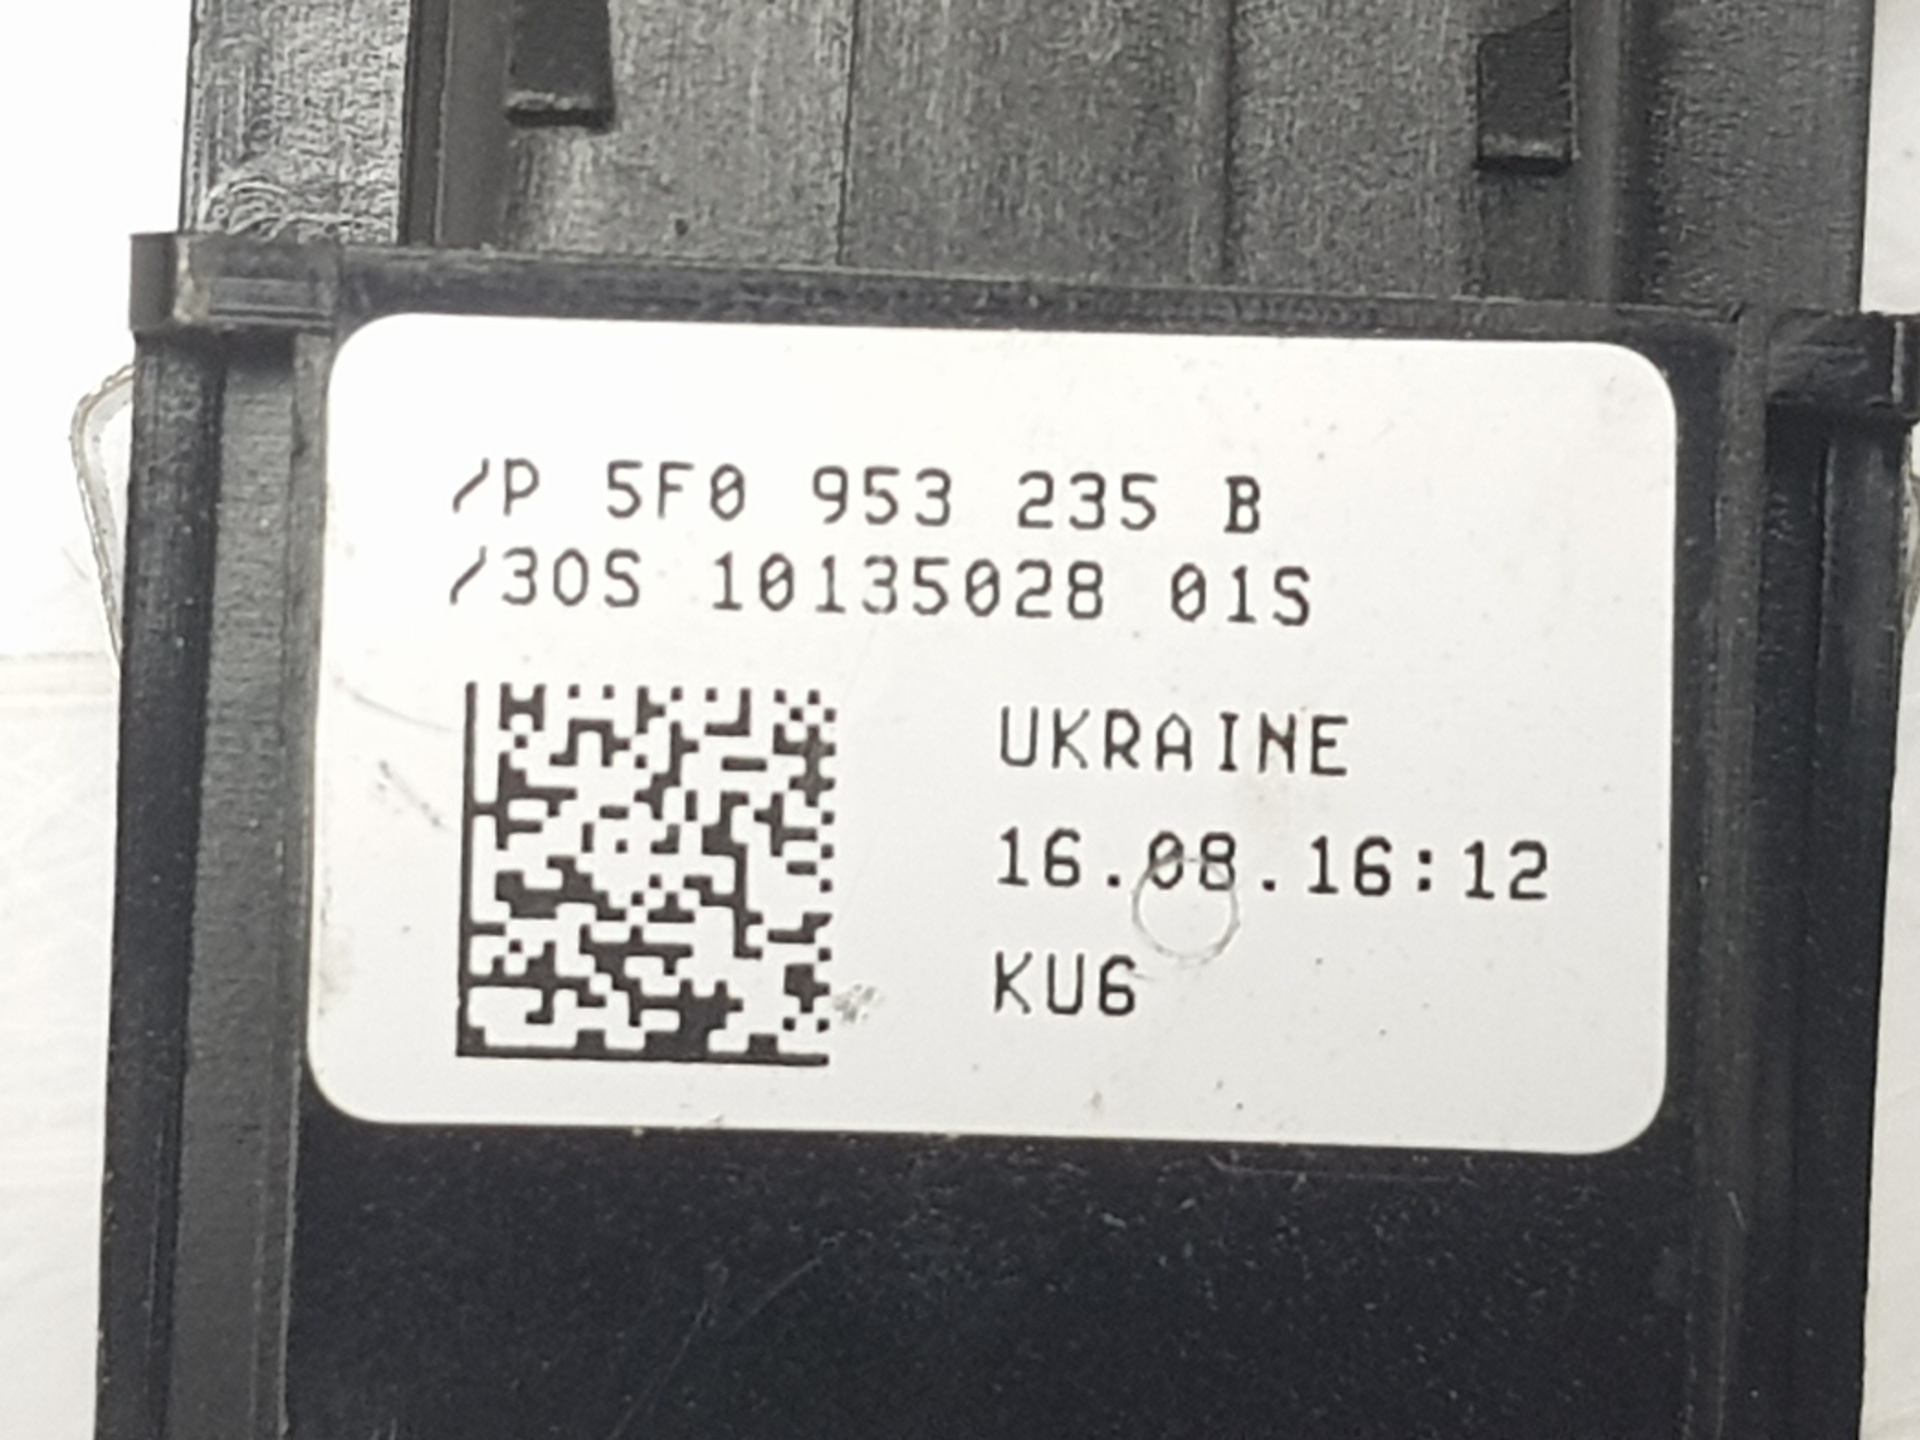 /P 5F0 953 235 B
/30S 10135028 01S
UKRAINE
16.08.16:12
KU6